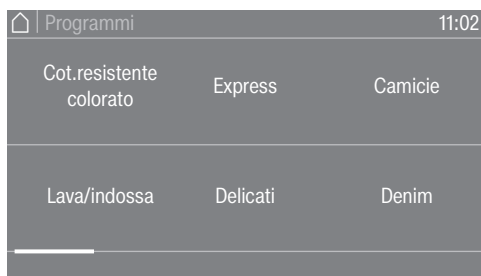 Programmi 11:02
Cot.resistente
colorato
Express
Camicie
Lava/indossa
Delicati
Denim